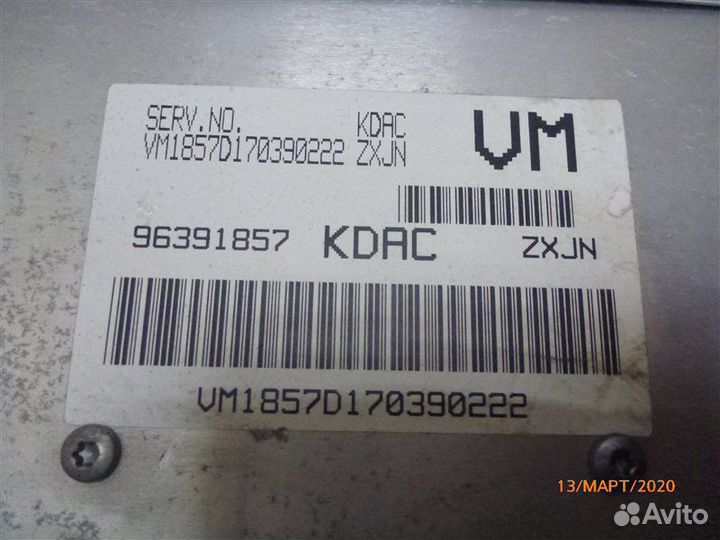 SERV.NO. KDAC VM
VM1857D170390222 ZXJN
96391857 KDAC ZXJN
VM1857D170390222
13/МАРТ/2020
Avito